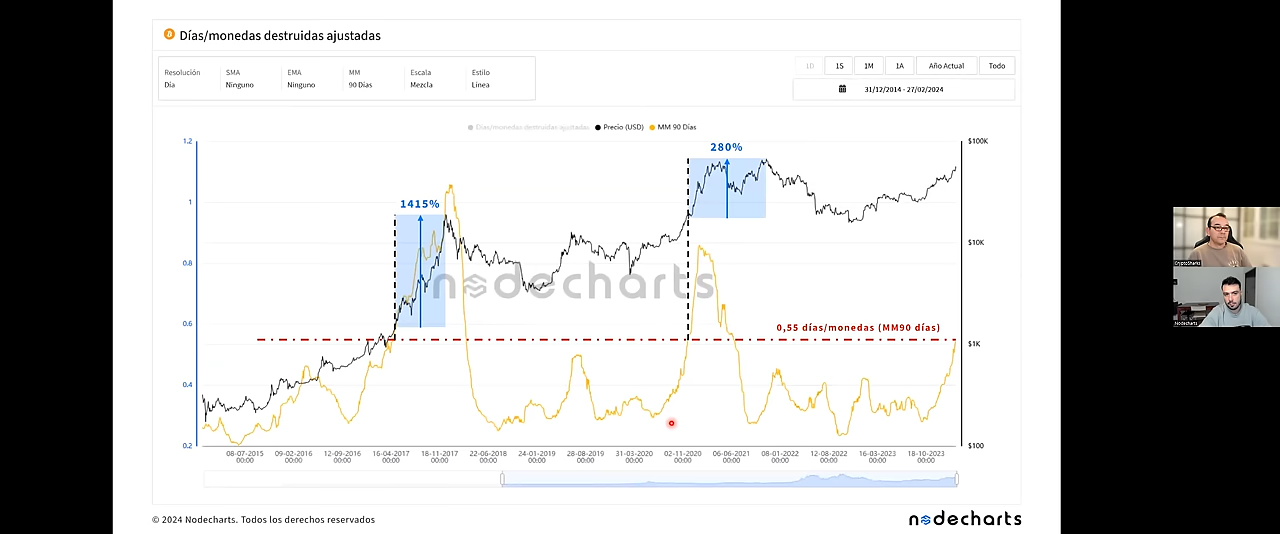 Días/monedas destruidas ajustadas
Resolución SMA EMA MM Escala Estilo
Día Ninguno Ninguno 90 Días Mezcla Línea
1D 1S 1M 1A Año Actual Todo
31/12/2014 - 27/02/2024
Días/monedas destruidas ajustadas Precio (USD) MM 90 Días
1.2 $100K
280%
1415%
1
$10K
0.8
nodecharts
0.6
0,55 días/monedas (MM90 días)
$1K
0.4
0.2 $100
08-07-2015 09-02-2016 12-09-2016 16-04-2017 18-11-2017 22-06-2018 24-01-2019 28-08-2019 31-03-2020 02-11-2020 06-06-2021 08-01-2022 12-08-2022 16-03-2023 18-10-2023
00:00 00:00 00:00 00:00 00:00 00:00 00:00 00:00 00:00 00:00 00:00 00:00 00:00 00:00 00:00
© 2024 Nodecharts. Todos los derechos reservados
nodecharts
CryptoSharks
Nodecharts